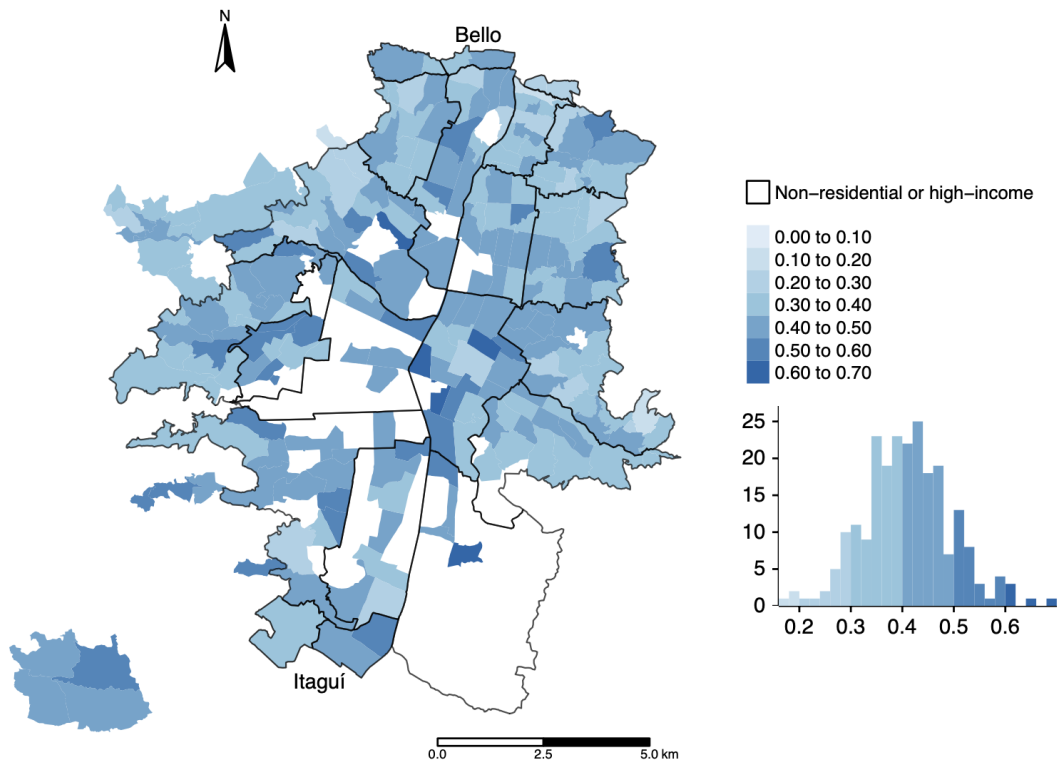 N
Bello
Non−residential or high−income
0.00 to 0.10
0.10 to 0.20
0.20 to 0.30
0.30 to 0.40
0.40 to 0.50
0.50 to 0.60
0.60 to 0.70
25
20
15
10
5
0
0.2 0.3 0.4 0.5 0.6
Itaguí
0.0 2.5 5.0 km